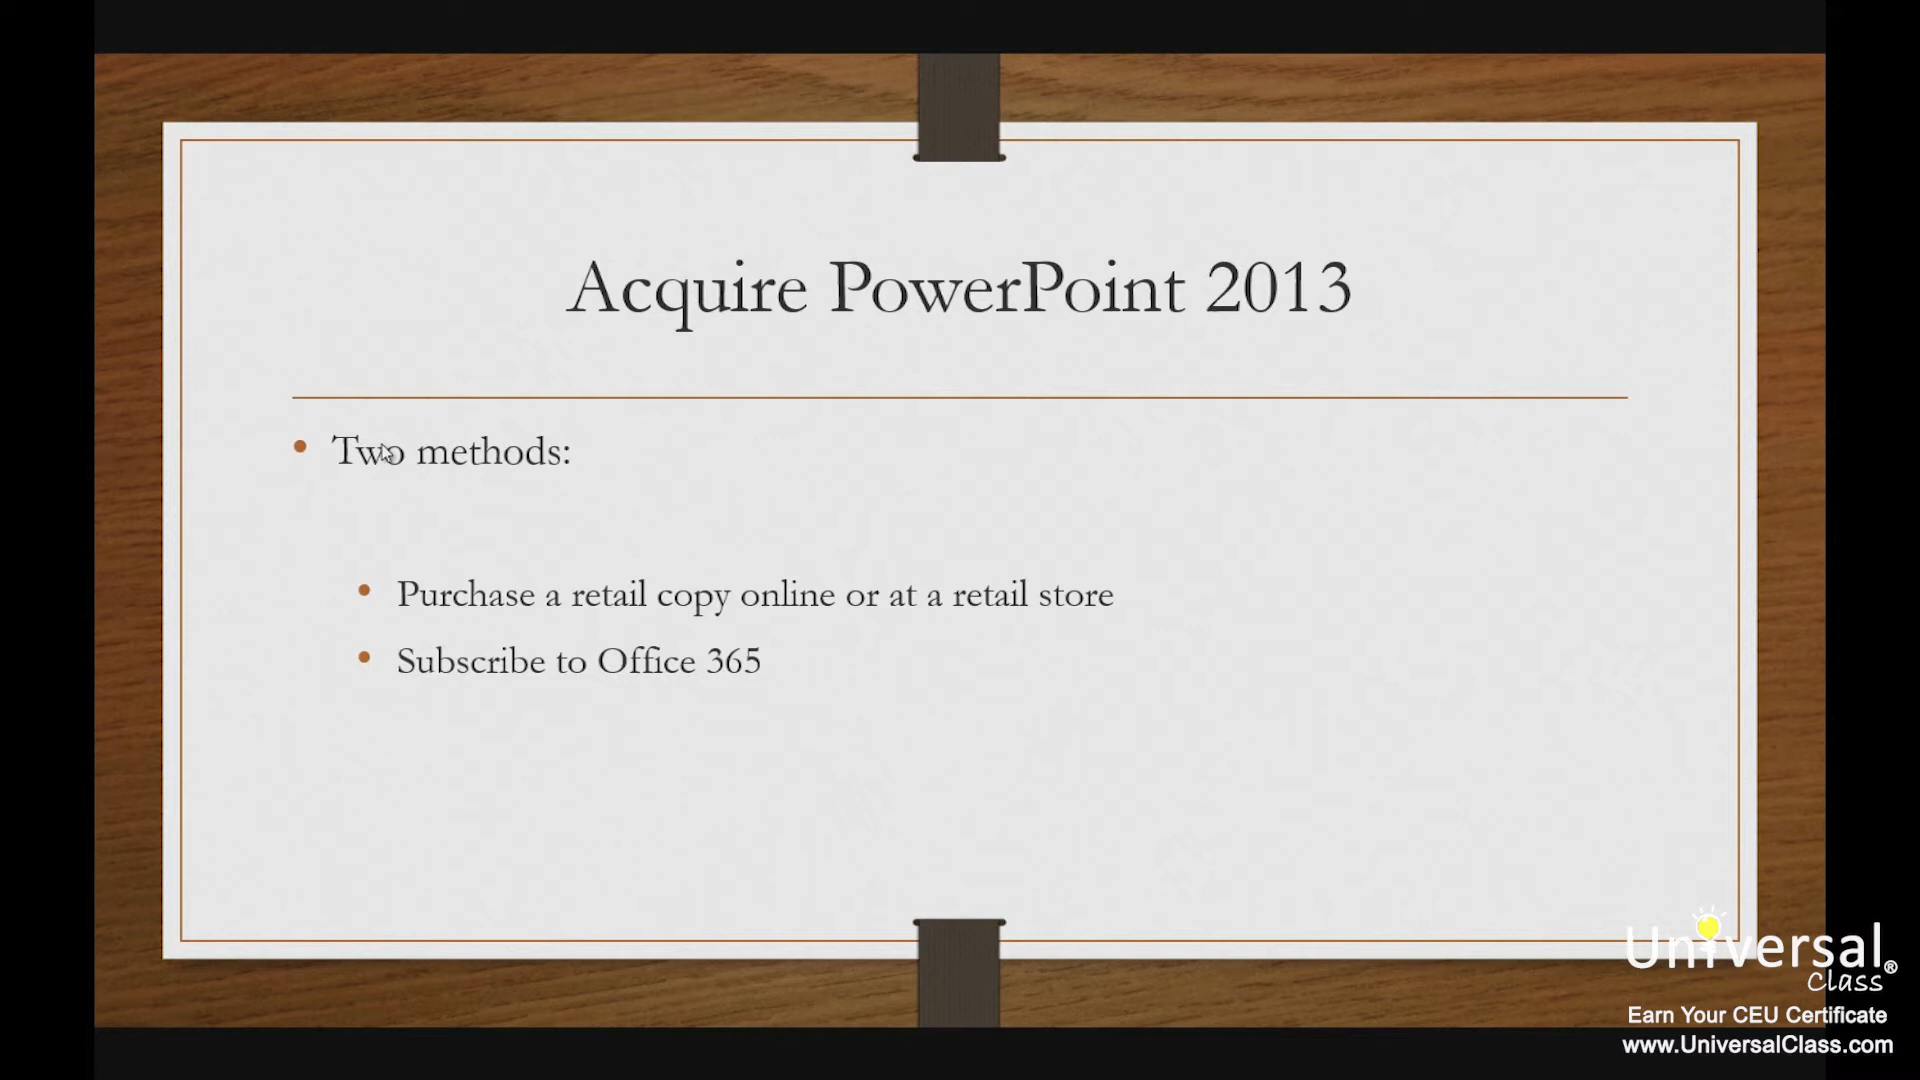 Acquire PowerPoint 2013
• Two methods:
• Purchase a retail copy online or at a retail store
• Subscribe to Office 365
Universal®
Class
Earn Your CEU Certificate
www.UniversalClass.com